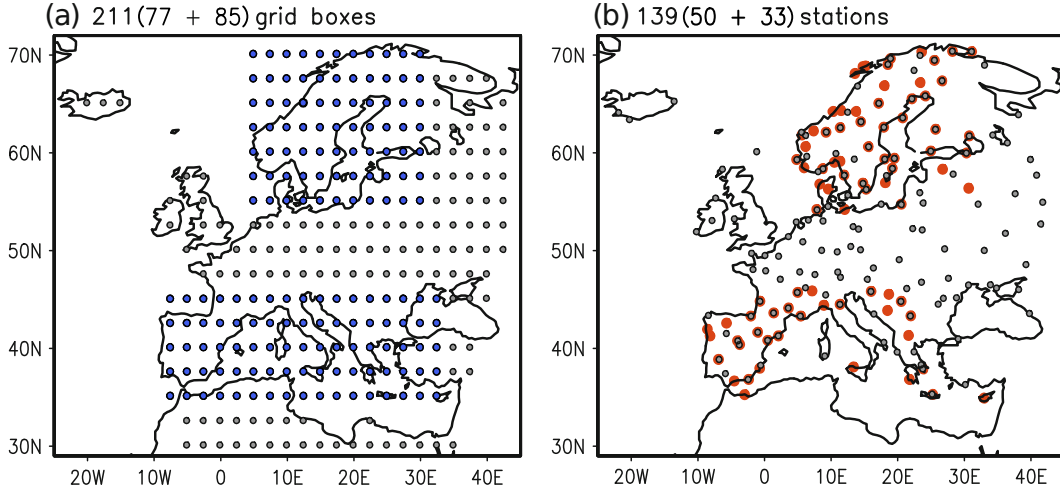 (a) 211(77 + 85) grid boxes
70N
60N
50N
40N
30N
20W 10W 0 10E 20E 30E 40E
(b) 139(50 + 33) stations
70N
60N
50N
40N
30N
20W 10W 0 10E 20E 30E 40E